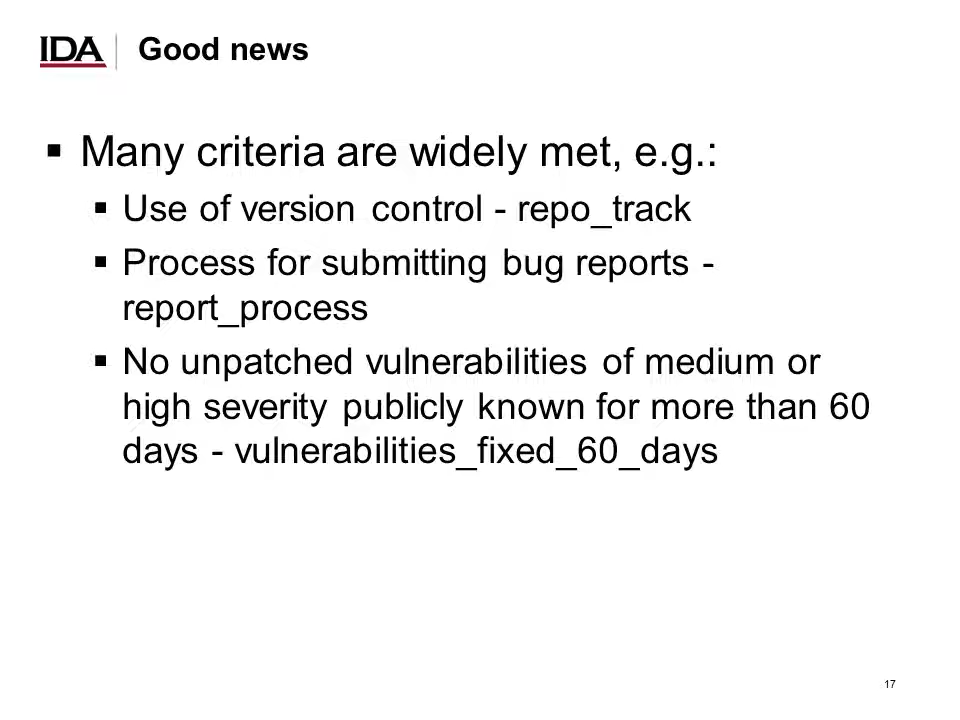 IDA
Good news
▪ Many criteria are widely met, e.g.:
▪ Use of version control - repo_track
▪ Process for submitting bug reports -
report_process
▪ No unpatched vulnerabilities of medium or
high severity publicly known for more than 60
days - vulnerabilities_fixed_60_days
17